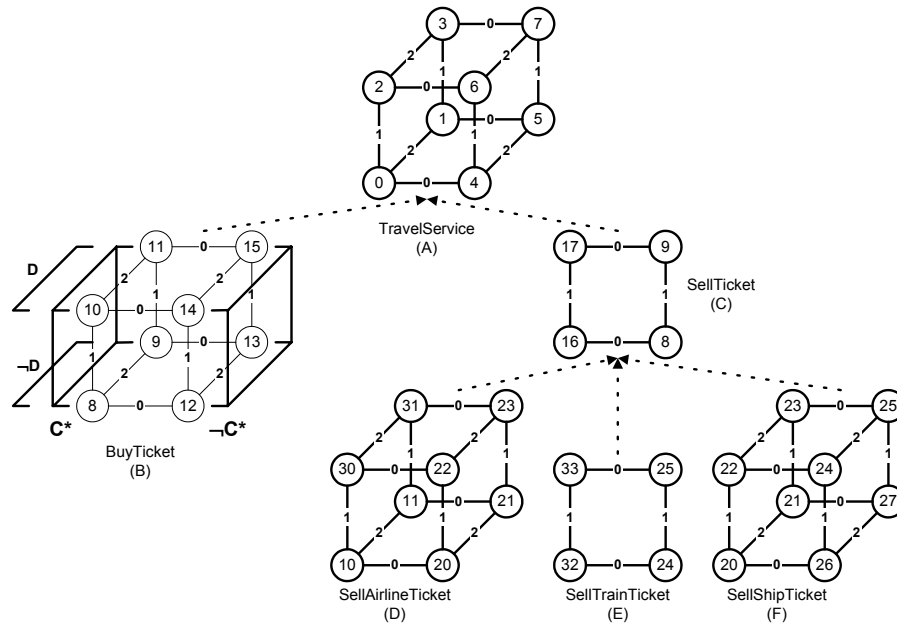 3 0 7
2 2
1 1
2 0 6
1 0 5
1 1
2 2
0 0 4
TravelService
(A)
11 0 15
D
2 2
1 1
10 0 14
9 0 13
¬D
1 1
2 2
8 0 12
C* ¬C*
BuyTicket
(B)
17 0 9
1 1
16 0 8
SellTicket
(C)
31 0 23
2 2
1 1
30 0 22
11 0 21
1 1
2 2
10 0 20
SellAirlineTicket
(D)
33 0 25
1 1
32 0 24
SellTrainTicket
(E)
23 0 25
2 2
1 1
22 0 24
21 0 27
1 1
2 2
20 0 26
SellShipTicket
(F)